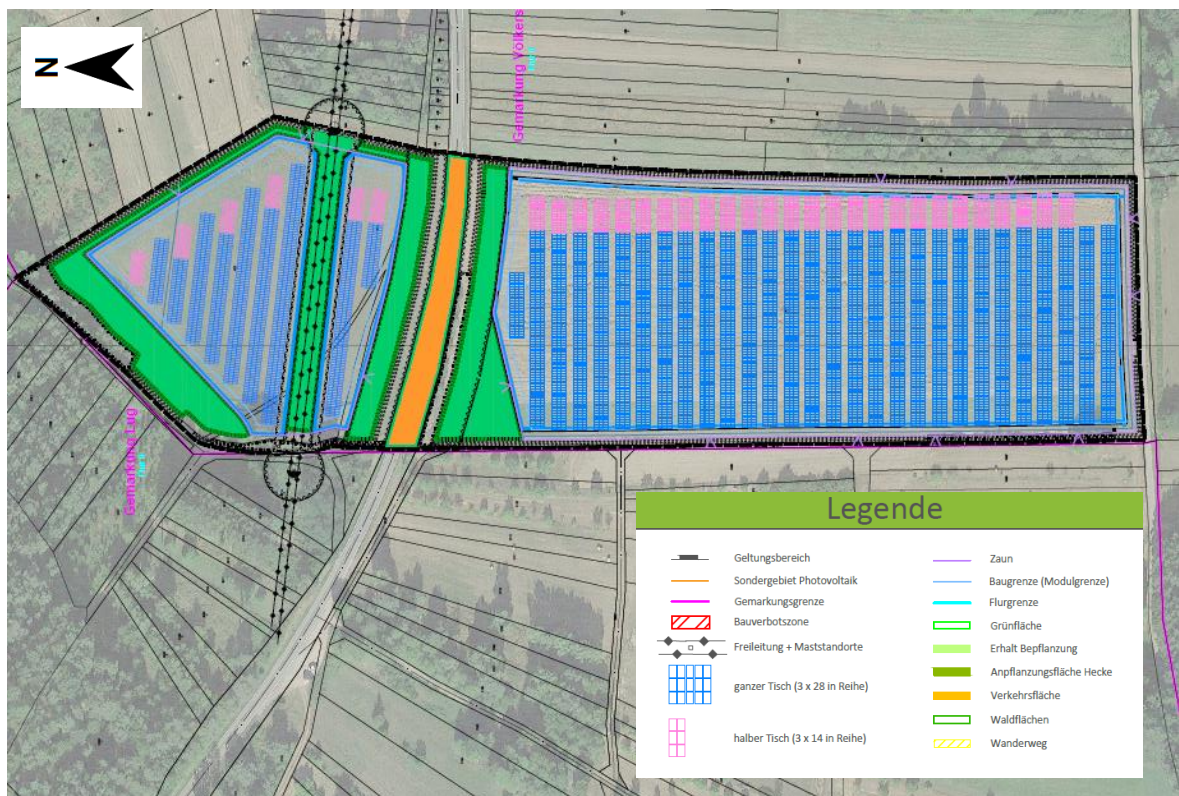 N
Gemarkung Völkers
Gemarkung Lug
Legende
Geltungsbereich
Sondergebiet Photovoltaik
Gemarkungsgrenze
Bauverbotszone
Freileitung + Maststandorte
ganzer Tisch (3 x 28 in Reihe)
halber Tisch (3 x 14 in Reihe)
Zaun
Baugrenze (Modulgrenze)
Flurgrenze
Grünfläche
Erhalt Bepflanzung
Anpflanzungsfläche Hecke
Verkehrsfläche
Waldflächen
Wanderweg